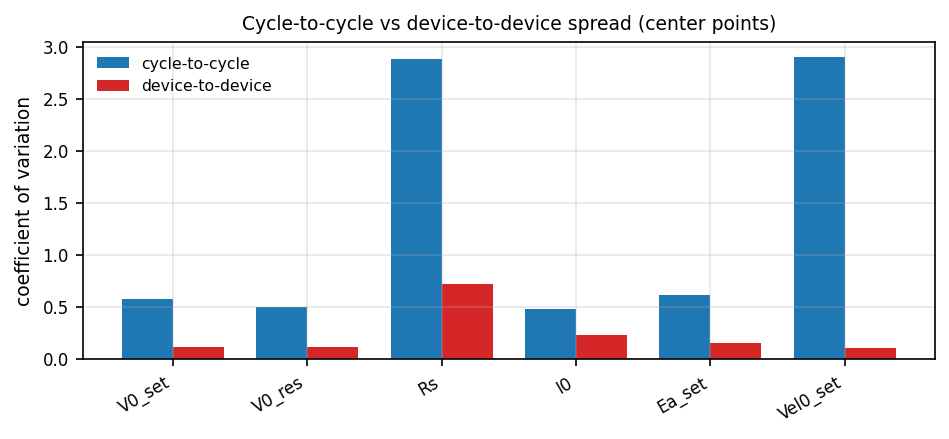 Cycle-to-cycle vs device-to-device spread (center points)
cycle-to-cycle
device-to-device
coefficient of variation
3.0
2.5
2.0
1.5
1.0
0.5
0.0
V0_set
V0_res
Rs
I0
Ea_set
Vel0_set